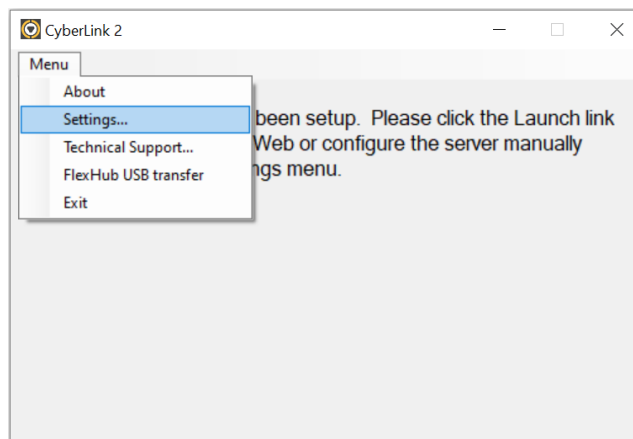 CyberLink 2
Menu
About
Settings...
Technical Support...
FlexHub USB transfer
Exit
been setup.  Please click the Launch link
Web or configure the server manually
ngs menu.